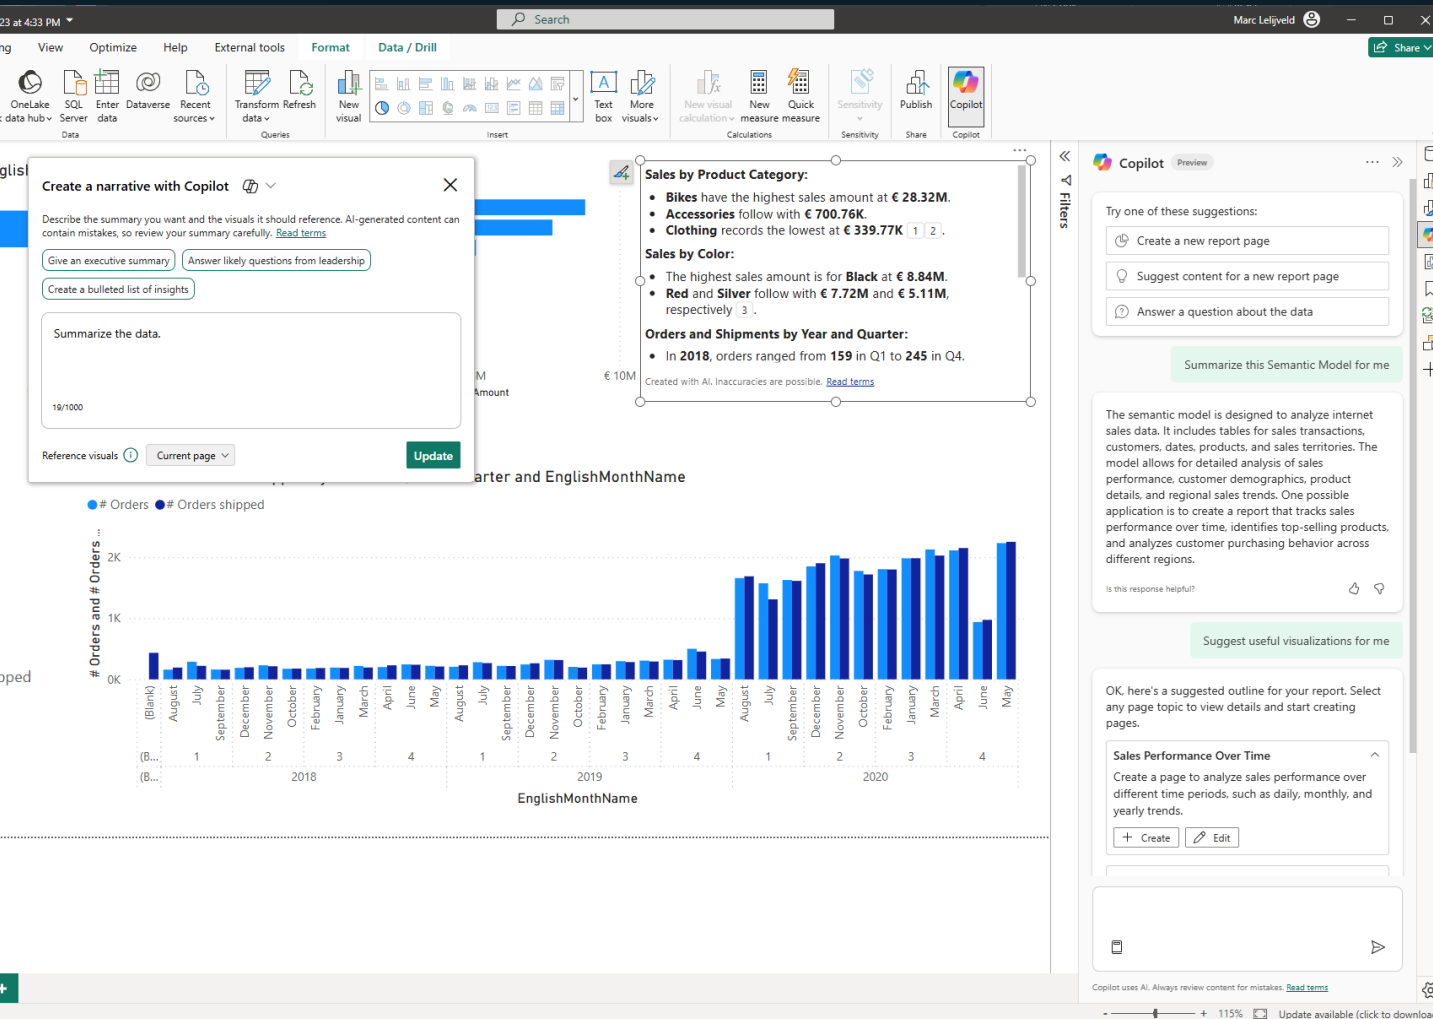 23 at 4:33 PM
Search
Marc Lelijveld
ng View Optimize Help External tools Format Data / Drill
Share
OneLake data hub
SQL Server
Enter data
Dataverse
Recent sources
Transform data
Refresh
New visual
Text box
More visuals
New visual calculation
New measure
Quick measure
Sensitivity
Publish
Copilot
Data
Queries
Insert
Calculations
Sensitivity
Share
Copilot
glish
Create a narrative with Copilot
Describe the summary you want and the visuals it should reference. AI-generated content can
contain mistakes, so review your summary carefully. Read terms
Give an executive summary
Answer likely questions from leadership
Create a bulleted list of insights
Summarize the data.
19/1000
Reference visuals
Current page
Update
Sales by Product Category:
Bikes have the highest sales amount at € 28.32M.
Accessories follow with € 700.76K.
Clothing records the lowest at € 339.77K 1 2 .
Sales by Color:
The highest sales amount is for Black at € 8.84M.
Red and Silver follow with € 7.72M and € 5.11M,
respectively 3 .
Orders and Shipments by Year and Quarter:
In 2018, orders ranged from 159 in Q1 to 245 in Q4.
Created with AI. Inaccuracies are possible. Read terms
M
€ 10M
Amount
Filters
arter and EnglishMonthName
# Orders # Orders shipped
# Orders and # Orders ...
2K
1K
0K
pped
(Blank) August July September December November October February January March April June May August July September December November October February January March April June May August July September December November October February January March April June May
(B... 1 2 3 4 1 2 3 4 1 2 3 4
(B... 2018 2019 2020
EnglishMonthName
Copilot Preview
Try one of these suggestions:
Create a new report page
Suggest content for a new report page
Answer a question about the data
Summarize this Semantic Model for me
The semantic model is designed to analyze internet
sales data. It includes tables for sales transactions,
customers, dates, products, and sales territories. The
model allows for detailed analysis of sales
performance, customer demographics, product
details, and regional sales trends. One possible
application is to create a report that tracks sales
performance over time, identifies top-selling products,
and analyzes customer purchasing behavior across
different regions.
Is this response helpful?
Suggest useful visualizations for me
OK, here's a suggested outline for your report. Select
any page topic to view details and start creating
pages.
Sales Performance Over Time
Create a page to analyze sales performance over
different time periods, such as daily, monthly, and
yearly trends.
+ Create
Edit
Copilot uses AI. Always review content for mistakes. Read terms
- + 115% Update available (click to download